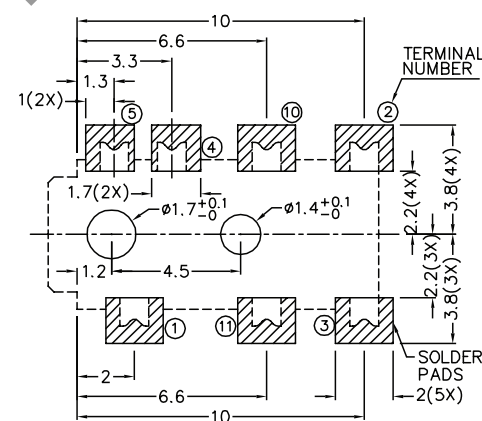 10
6.6
3.3
1.3
1(2X)
TERMINAL
NUMBER
5
4
10
2
1.7(2X)
ø1.7+0.1 -0
ø1.4+0.1 -0
2.2(4X)
3.8(4X)
1.2
4.5
2.2(3X)
3.8(3X)
1
11
3
SOLDER
PADS
2
6.6
2(5X)
10